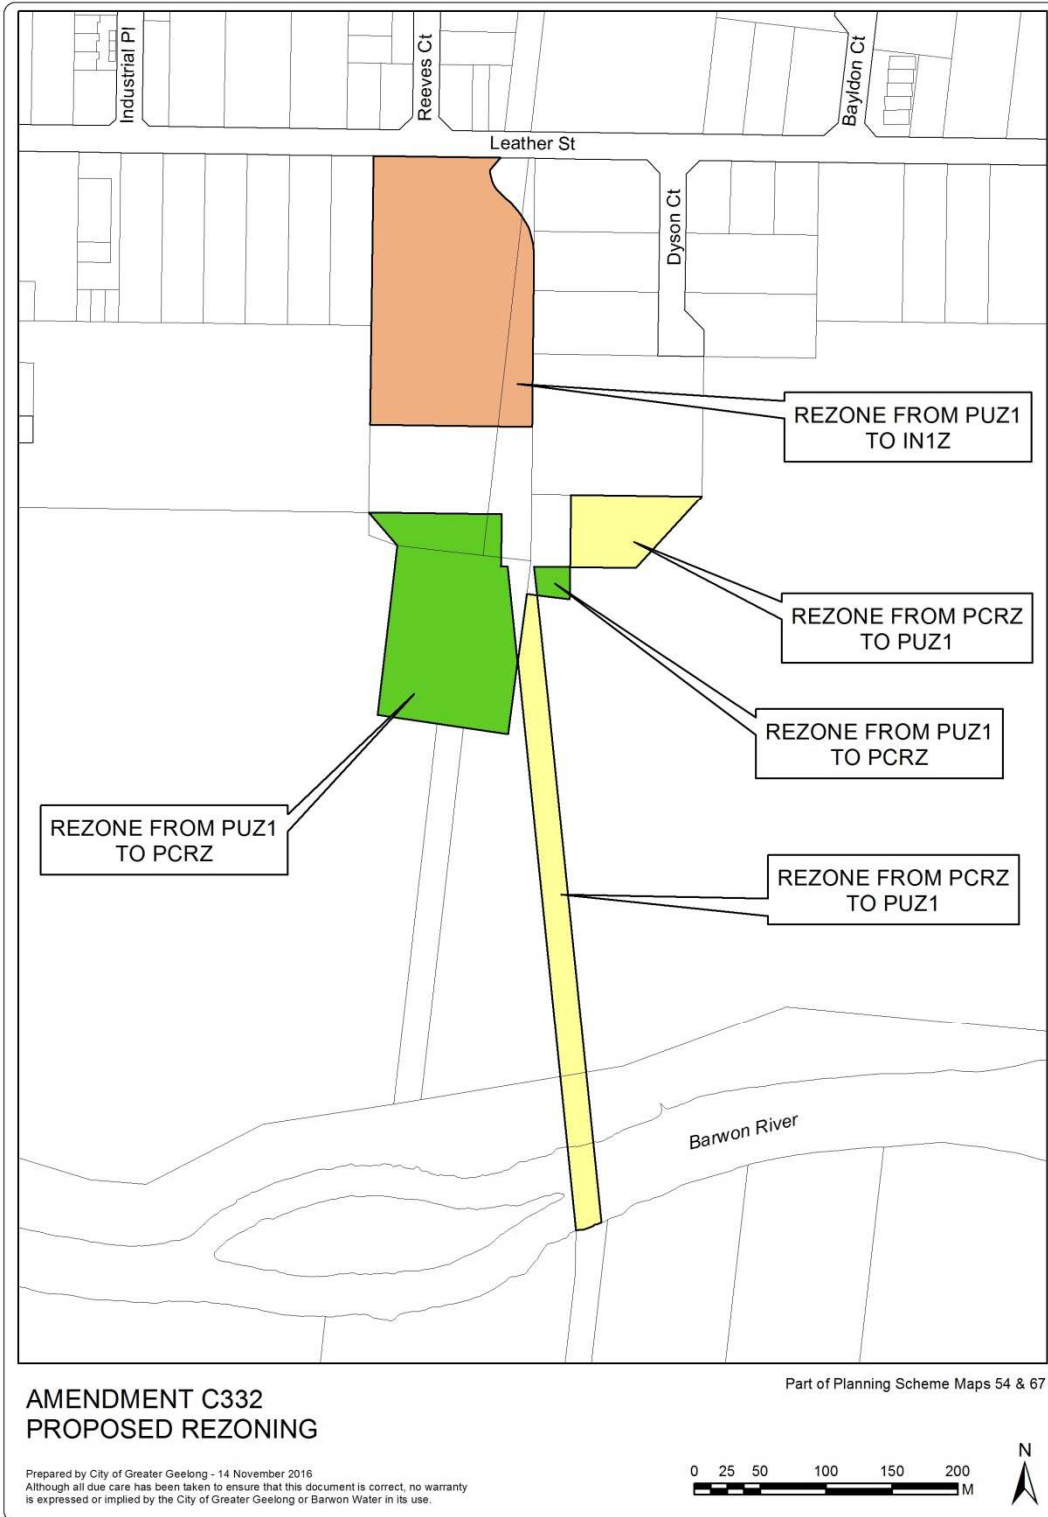 Industrial Pl
Reeves Ct
Bayldon Ct
Leather St
Dyson Ct
REZONE FROM PUZ1
TO IN1Z
REZONE FROM PCRZ
TO PUZ1
REZONE FROM PUZ1
TO PCRZ
REZONE FROM PUZ1
TO PCRZ
REZONE FROM PCRZ
TO PUZ1
Barwon River
Part of Planning Scheme Maps 54 & 67
AMENDMENT C332
PROPOSED REZONING
Prepared by City of Greater Geelong - 14 November 2016
Although all due care has been taken to ensure that this document is correct, no warranty
is expressed or implied by the City of Greater Geelong or Barwon Water in its use.
0 25 50 100 150 200
M
N